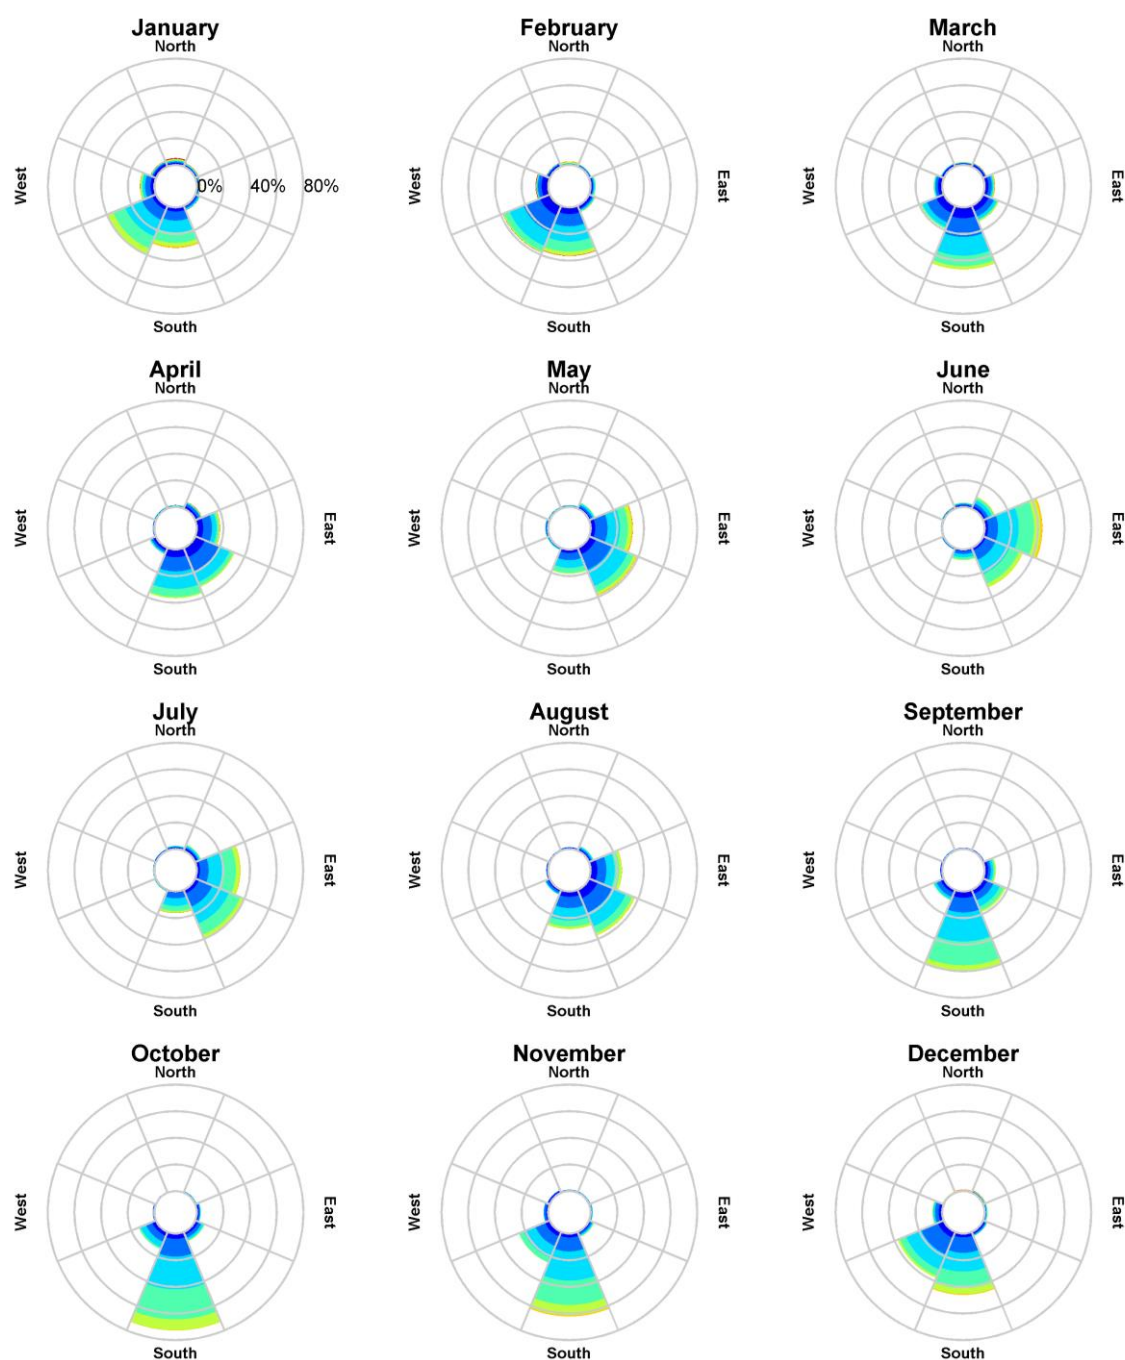 January
North
West
0% 40% 80%
South
February
North
West
East
South
March
North
West
East
South
April
North
West
East
South
May
North
West
East
South
June
North
West
East
South
July
North
West
East
South
August
North
West
East
South
September
North
West
East
South
October
North
West
East
South
November
North
West
East
South
December
North
West
East
South